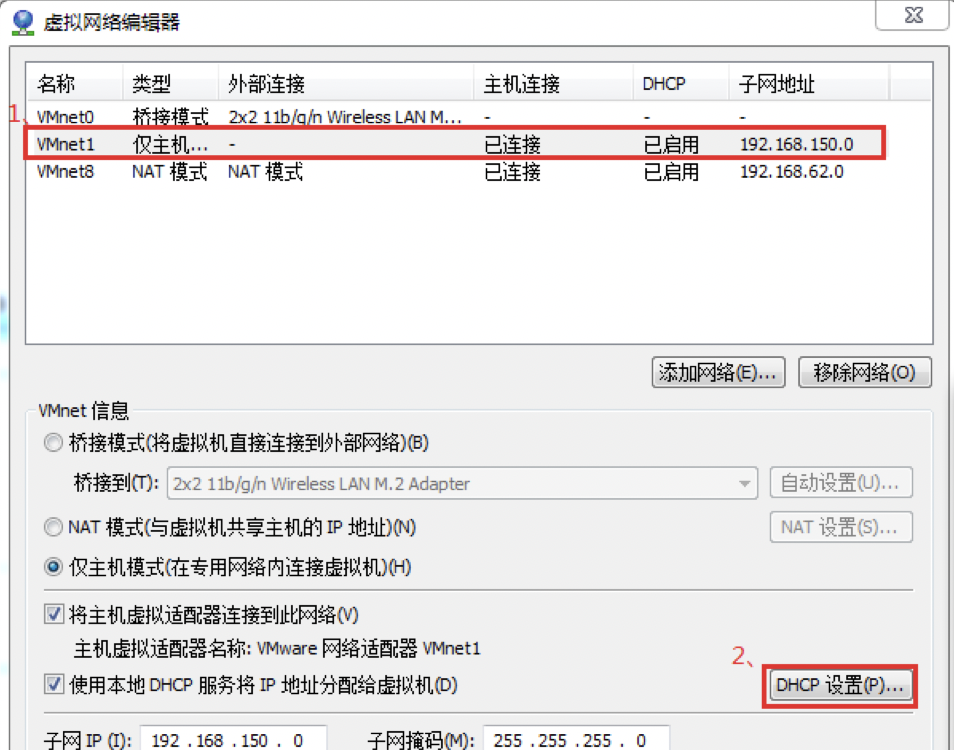 虚拟网络编辑器
名称 类型 外部连接 主机连接 DHCP 子网地址
1、
VMnet0 桥接模式 2x2 11b/g/n Wireless LAN M... - - -
VMnet1 仅主机... - 已连接 已启用 192.168.150.0
VMnet8 NAT 模式 NAT 模式 已连接 已启用 192.168.62.0
添加网络(E)... 移除网络(O)
VMnet 信息
桥接模式(将虚拟机直接连接到外部网络)(B)
桥接到(T): 2x2 11b/g/n Wireless LAN M.2 Adapter 自动设置(U)...
NAT 模式(与虚拟机共享主机的 IP 地址)(N) NAT 设置(S)...
仅主机模式(在专用网络内连接虚拟机)(H)
将主机虚拟适配器连接到此网络(V)
主机虚拟适配器名称: VMware 网络适配器 VMnet1
2、
使用本地 DHCP 服务将 IP 地址分配给虚拟机(D) DHCP 设置(P)...
子网 IP (I): 192 .168 .150 . 0 子网掩码(M): 255 .255 .255 . 0